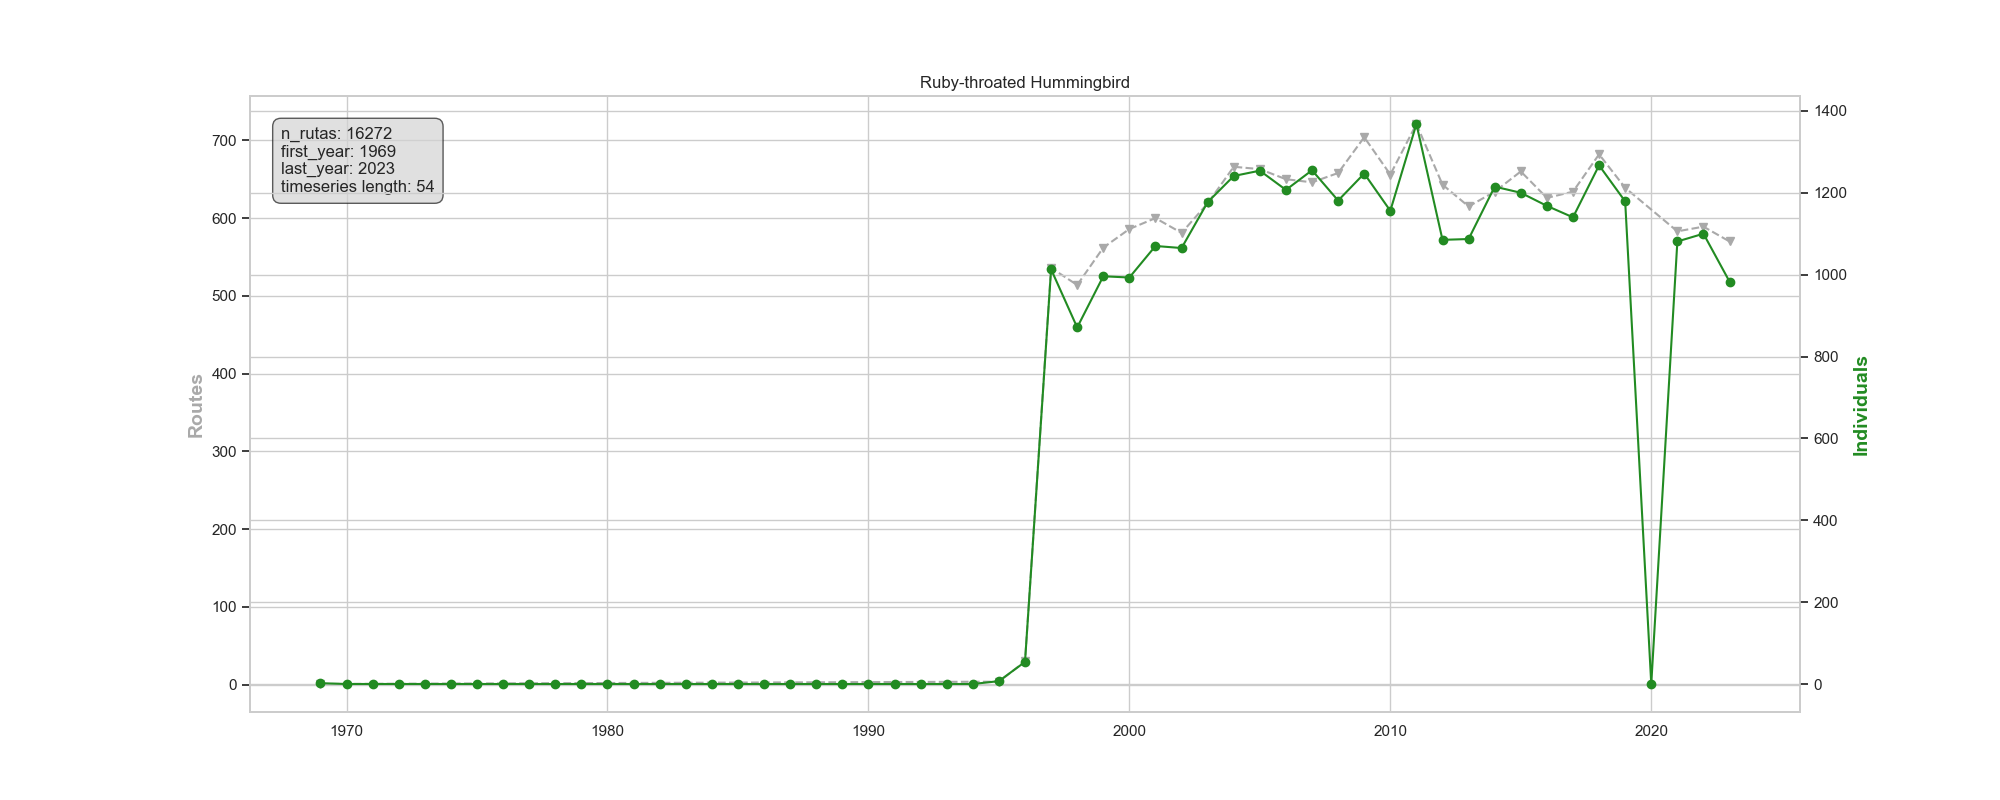 Ruby-throated Hummingbird
n_rutas: 16272
first_year: 1969
last_year: 2023
timeseries length: 54
700
600
500
400
300
200
100
0
Routes
1400
1200
1000
800
600
400
200
0
Individuals
1970 1980 1990 2000 2010 2020